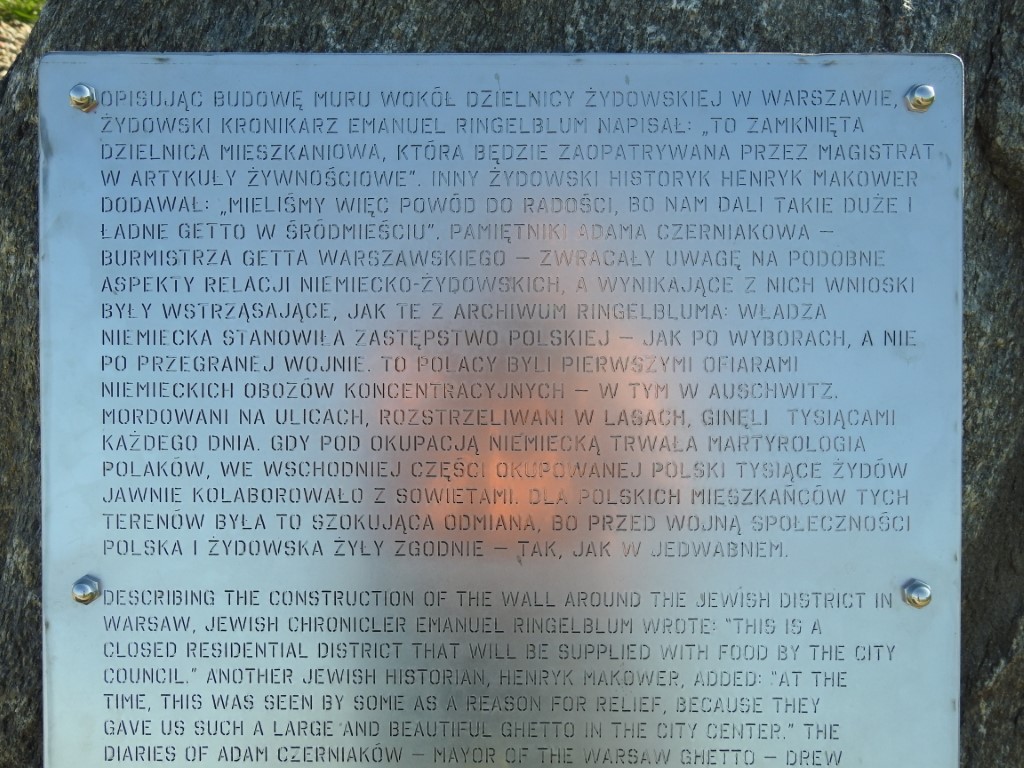 OPISUJĄC BUDOWĘ MURU WOKÓŁ DZIELNICY ŻYDOWSKIEJ W WARSZAWIE,
ŻYDOWSKI KRONIKARZ EMANUEL RINGELBLUM NAPISAŁ: „TO ZAMKNIĘTA
DZIELNICA MIESZKANIOWA, KTÓRA BĘDZIE ZAOPATRYWANA PRZEZ MAGISTRAT
W ARTYKUŁY ŻYWNOŚCIOWE”. INNY ŻYDOWSKI HISTORYK HENRYK MAKOWER
DODAWAŁ: „MIELIŚMY WIĘC POWÓD DO RADOŚCI, BO NAM DALI TAKIE DUŻE I
ŁADNE GETTO W ŚRÓDMIEŚCIU”. PAMIĘTNIKI ADAMA CZERNIAKOWA –
BURMISTRZA GETTA WARSZAWSKIEGO – ZWRACAŁY UWAGĘ NA PODOBNE
ASPEKTY RELACJI NIEMIECKO-ŻYDOWSKICH, A WYNIKAJĄCE Z NICH WNIOSKI
BYŁY WSTRZĄSAJĄCE, JAK TE Z ARCHIWUM RINGELBLUMA: WŁADZA
NIEMIECKA STANOWIŁA ZASTĘPSTWO POLSKIEJ – JAK PO WYBORACH, A NIE
PO PRZEGRANEJ WOJNIE. TO POLACY BYLI PIERWSZYMI OFIARAMI
NIEMIECKICH OBOZÓW KONCENTRACYJNYCH – W TYM W AUSCHWITZ.
MORDOWANI NA ULICACH, ROZSTRZELIWANI W LASACH, GINĘLI TYSIĄCAMI
KAŻDEGO DNIA. GDY POD OKUPACJĄ NIEMIECKĄ TRWAŁA MARTYROLOGIA
POLAKÓW, WE WSCHODNIEJ CZĘŚCI OKUPOWANEJ POLSKI TYSIĄCE ŻYDÓW
JAWNIE KOLABOROWAŁO Z SOWIETAMI. DLA POLSKICH MIESZKAŃCÓW TYCH
TERENÓW BYŁA TO SZOKUJĄCA ODMIANA, BO PRZED WOJNĄ SPOŁECZNOŚCI
POLSKA I ŻYDOWSKA ŻYŁY ZGODNIE – TAK, JAK W JEDWABNEM.
DESCRIBING THE CONSTRUCTION OF THE WALL AROUND THE JEWISH DISTRICT IN
WARSAW, JEWISH CHRONICLER EMANUEL RINGELBLUM WROTE: "THIS IS A
CLOSED RESIDENTIAL DISTRICT THAT WILL BE SUPPLIED WITH FOOD BY THE CITY
COUNCIL." ANOTHER JEWISH HISTORIAN, HENRYK MAKOWER, ADDED: "AT THE
TIME, THIS WAS SEEN BY SOME AS A REASON FOR RELIEF, BECAUSE THEY
GAVE US SUCH A LARGE AND BEAUTIFUL GHETTO IN THE CITY CENTER." THE
DIARIES OF ADAM CZERNIAKÓW – MAYOR OF THE WARSAW GHETTO – DREW